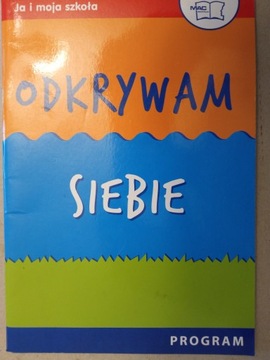 Ja i moja szkoła
MAC
ODKRYWAM
SIEBIE
PROGRAM